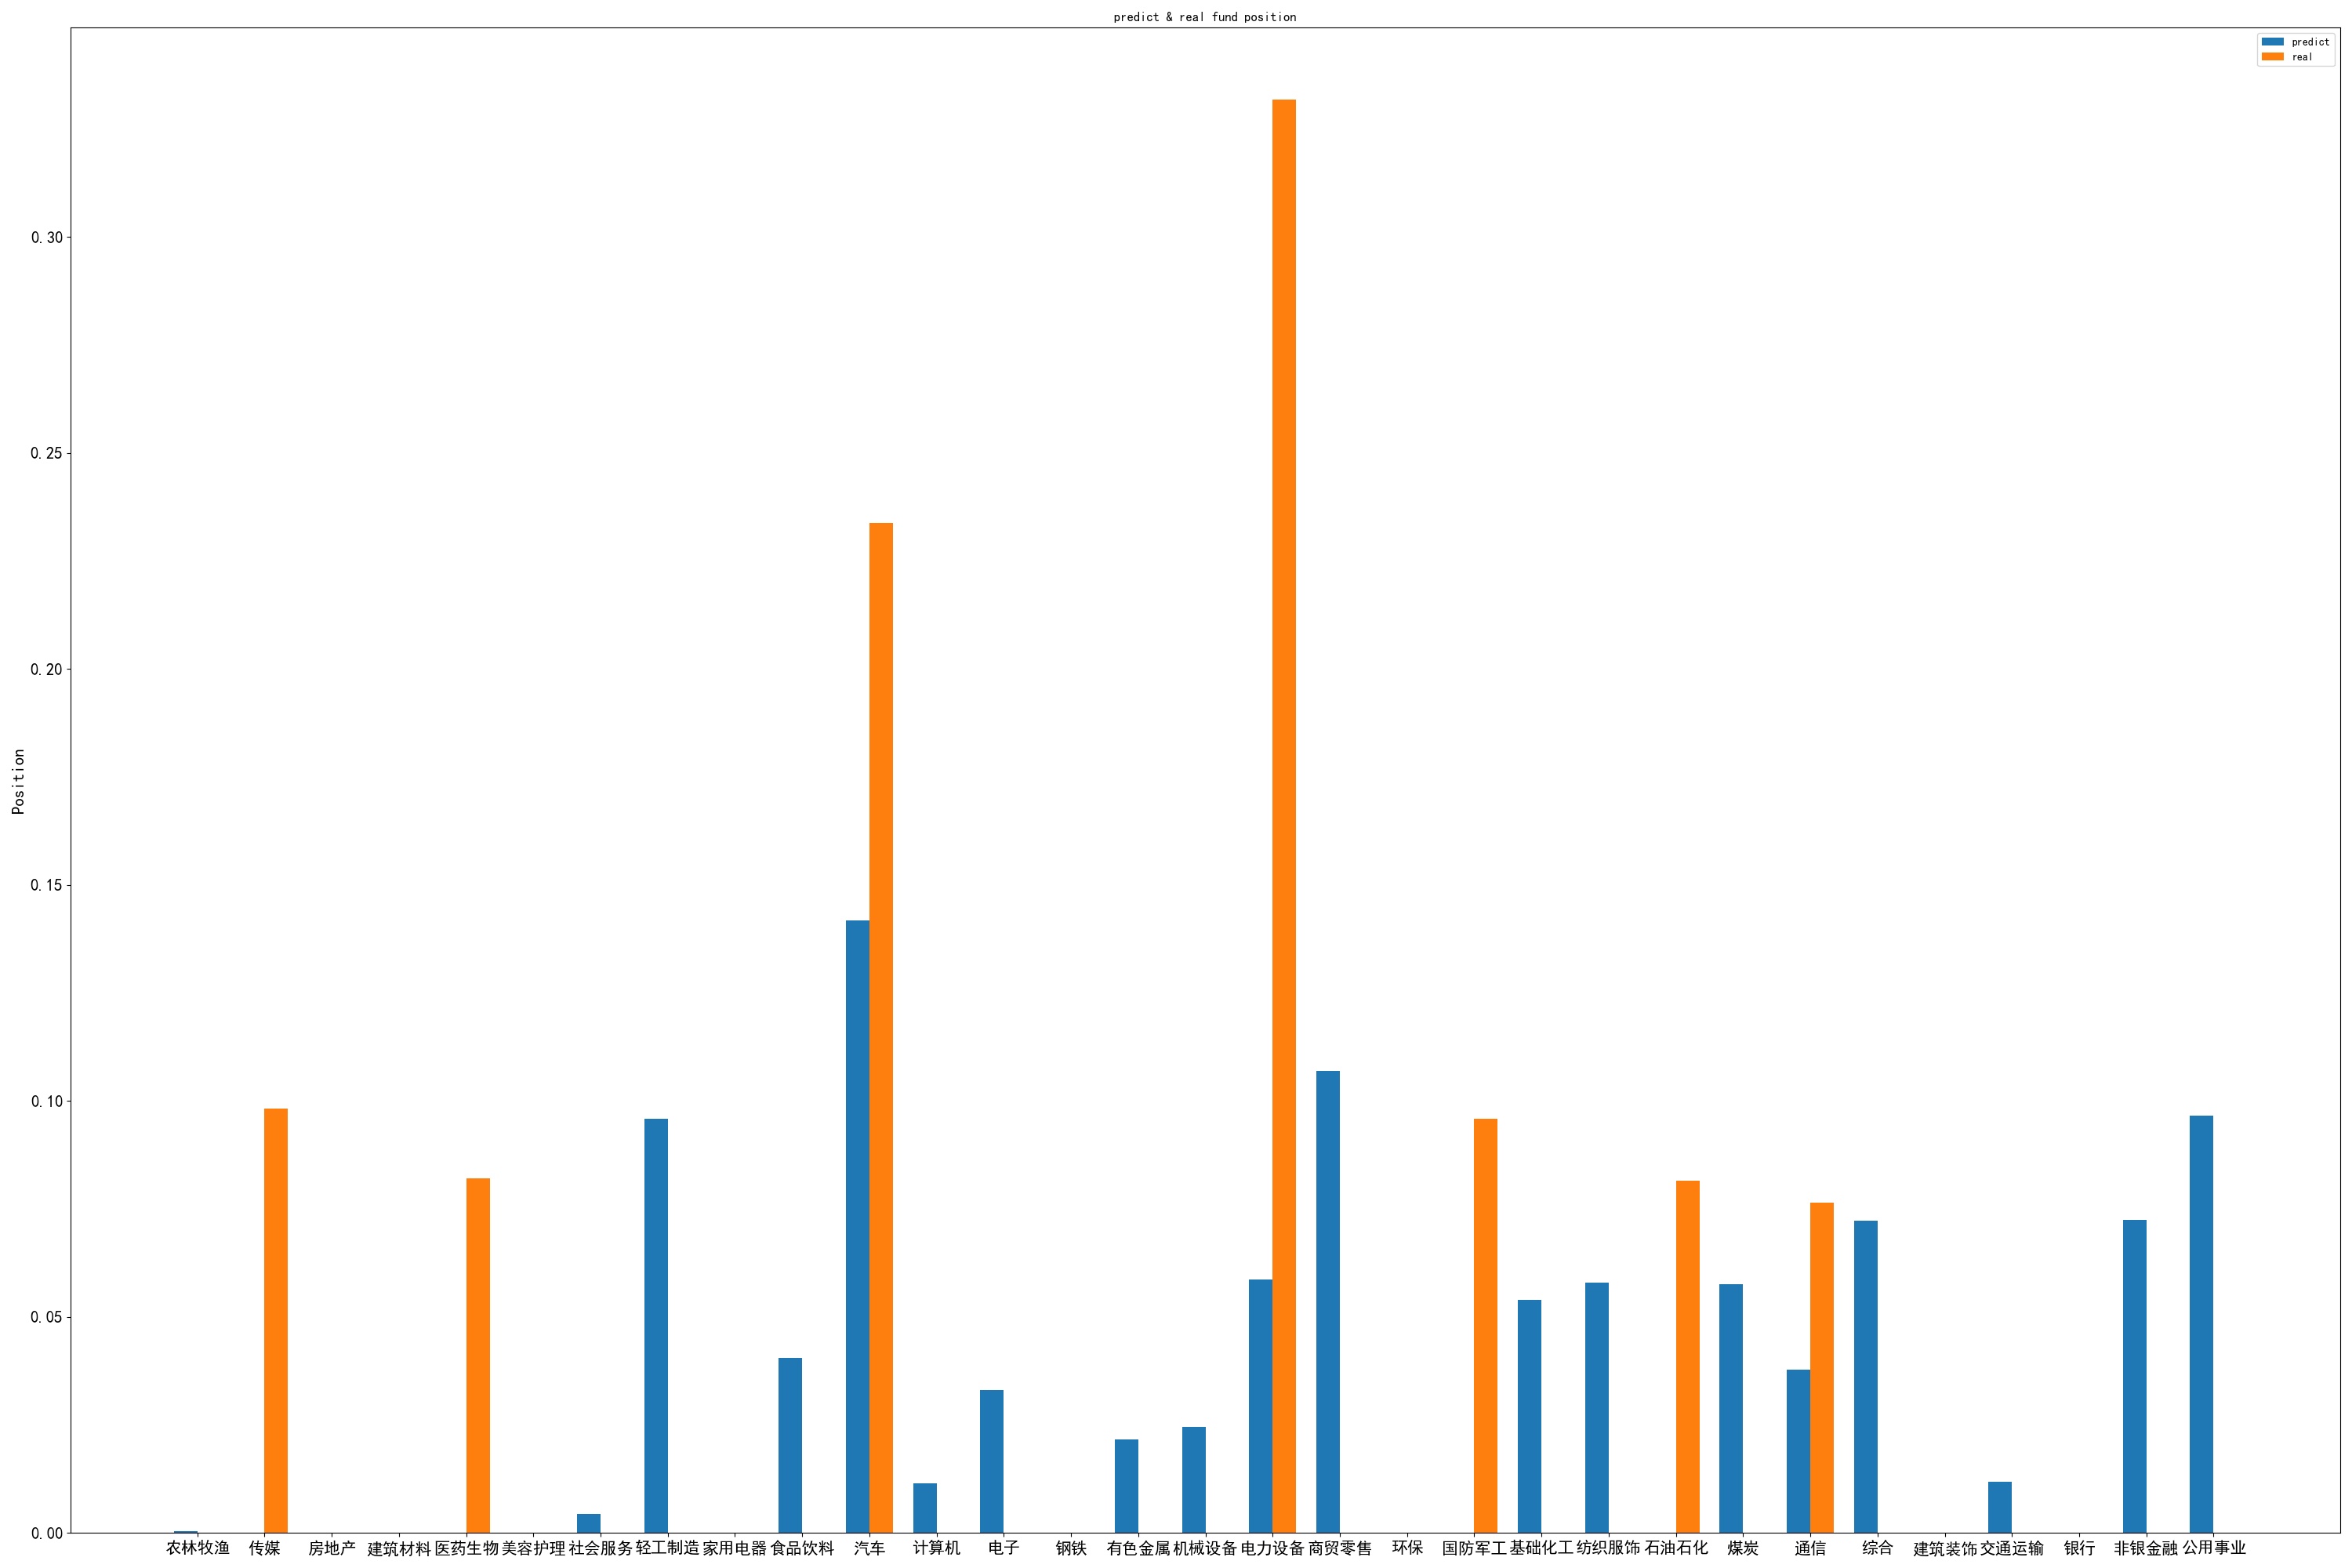 predict & real fund position
predict
real
Position
0.30
0.25
0.20
0.15
0.10
0.05
0.00
农林牧渔 传媒 房地产 建筑材料 医药生物 美容护理 社会服务 轻工制造 家用电器 食品饮料 汽车 计算机 电子 钢铁 有色金属 机械设备 电力设备 商贸零售 环保 国防军工 基础化工 纺织服饰 石油石化 煤炭 通信 综合 建筑装饰 交通运输 银行 非银金融 公用事业